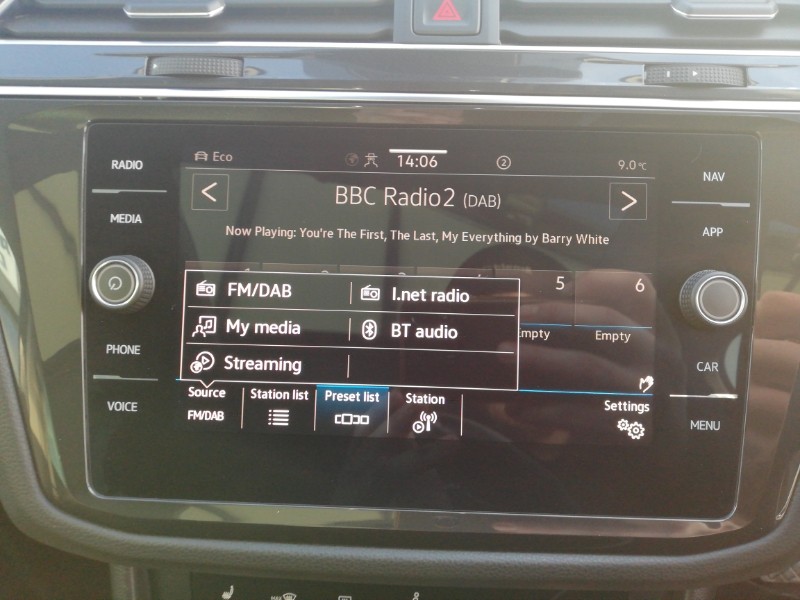 Eco 14:06 2 9.0°C
RADIO
MEDIA
PHONE
VOICE
NAV
APP
CAR
MENU
< BBC Radio2 (DAB) >
Now Playing: You're The First, The Last, My Everything by Barry White
5 6
Empty
FM/DAB I.net radio
My media BT audio
Streaming
Source Station list Preset list Station Settings
FM/DAB
MAX